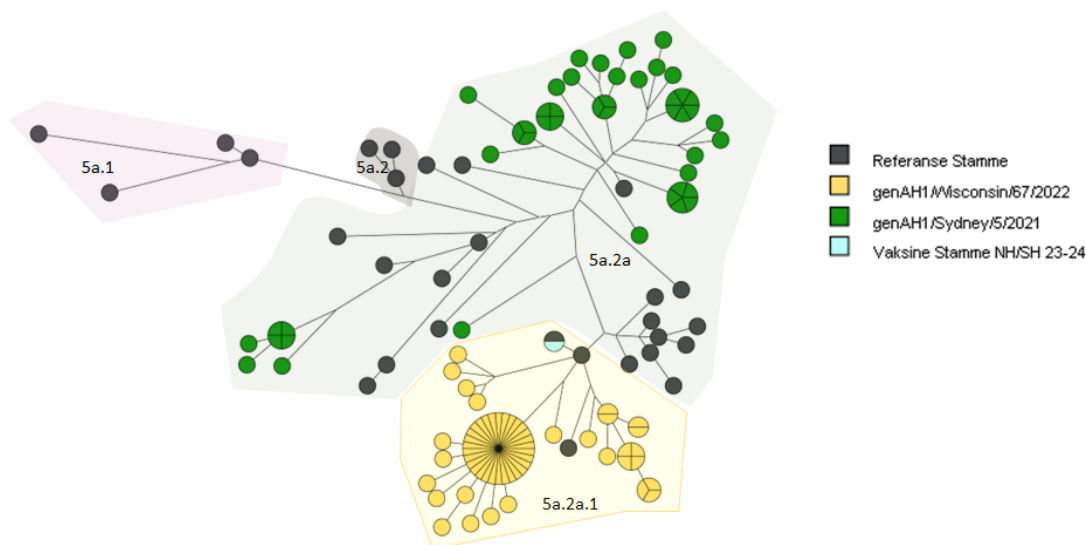 5a.1
5a.2
5a.2a
5a.2a.1
Referanse Stamme
genAH1/Wisconsin/67/2022
genAH1/Sydney/5/2021
Vaksine Stamme NH/SH 23-24